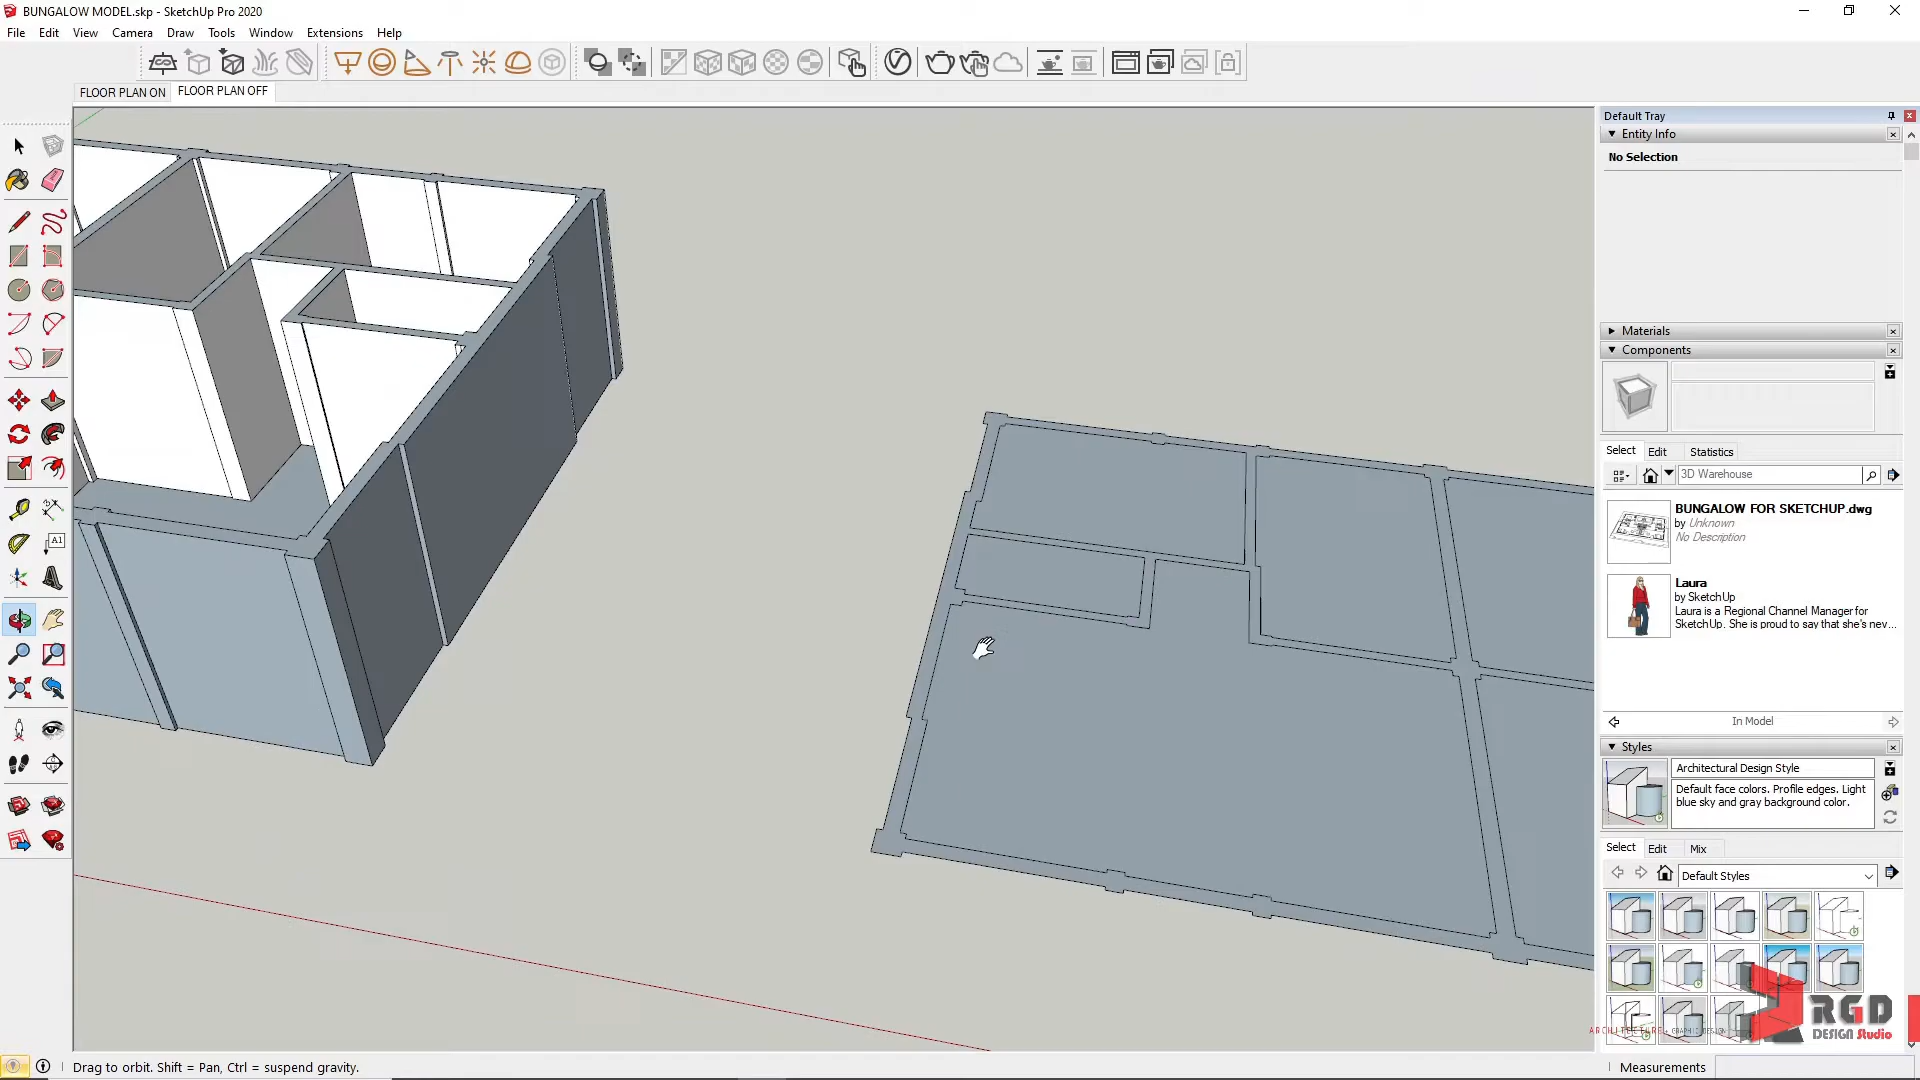 BUNGALOW MODEL.skp - SketchUp Pro 2020
File Edit View Camera Draw Tools Window Extensions Help
FLOOR PLAN ON FLOOR PLAN OFF
Default Tray
Entity Info
No Selection
Materials
Components
Select Edit Statistics
3D Warehouse
BUNGALOW FOR SKETCHUP.dwg
by Unknown
No Description
Laura
by SketchUp
Laura is a Regional Channel Manager for
SketchUp. She is proud to say that she's nev...
In Model
Styles
Architectural Design Style
Default face colors. Profile edges. Light
blue sky and gray background color.
Select Edit Mix
Default Styles
A1
RGD
DESIGN Studio
ARCHITECTURE + GRAPHIC DESIGN
Drag to orbit. Shift = Pan, Ctrl = suspend gravity.
Measurements